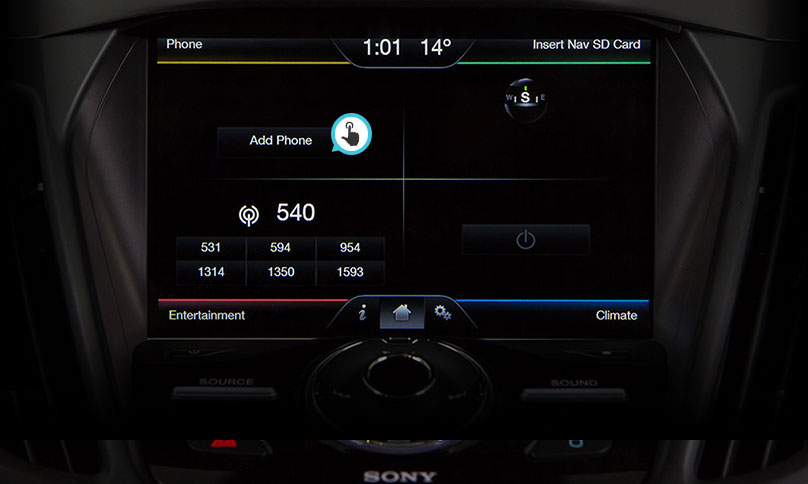 Phone
1:01 14°
Insert Nav SD Card
W S E
Add Phone
540
531 594 954
1314 1350 1593
Entertainment
i
Climate
SOURCE
SOUND
SONY